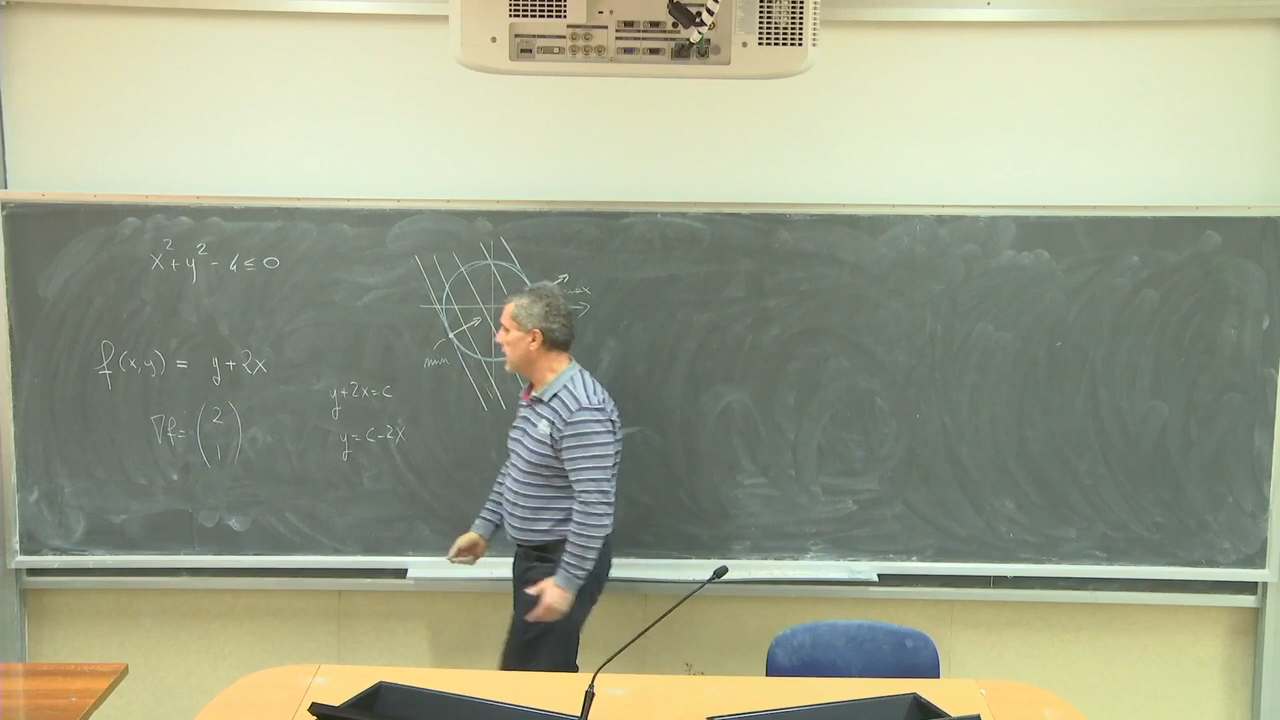 x² + y² - 4 ≤ 0
f(x,y) = y + 2x
∇f = (2
1)
y + 2x = c
y = c - 2x
min
max